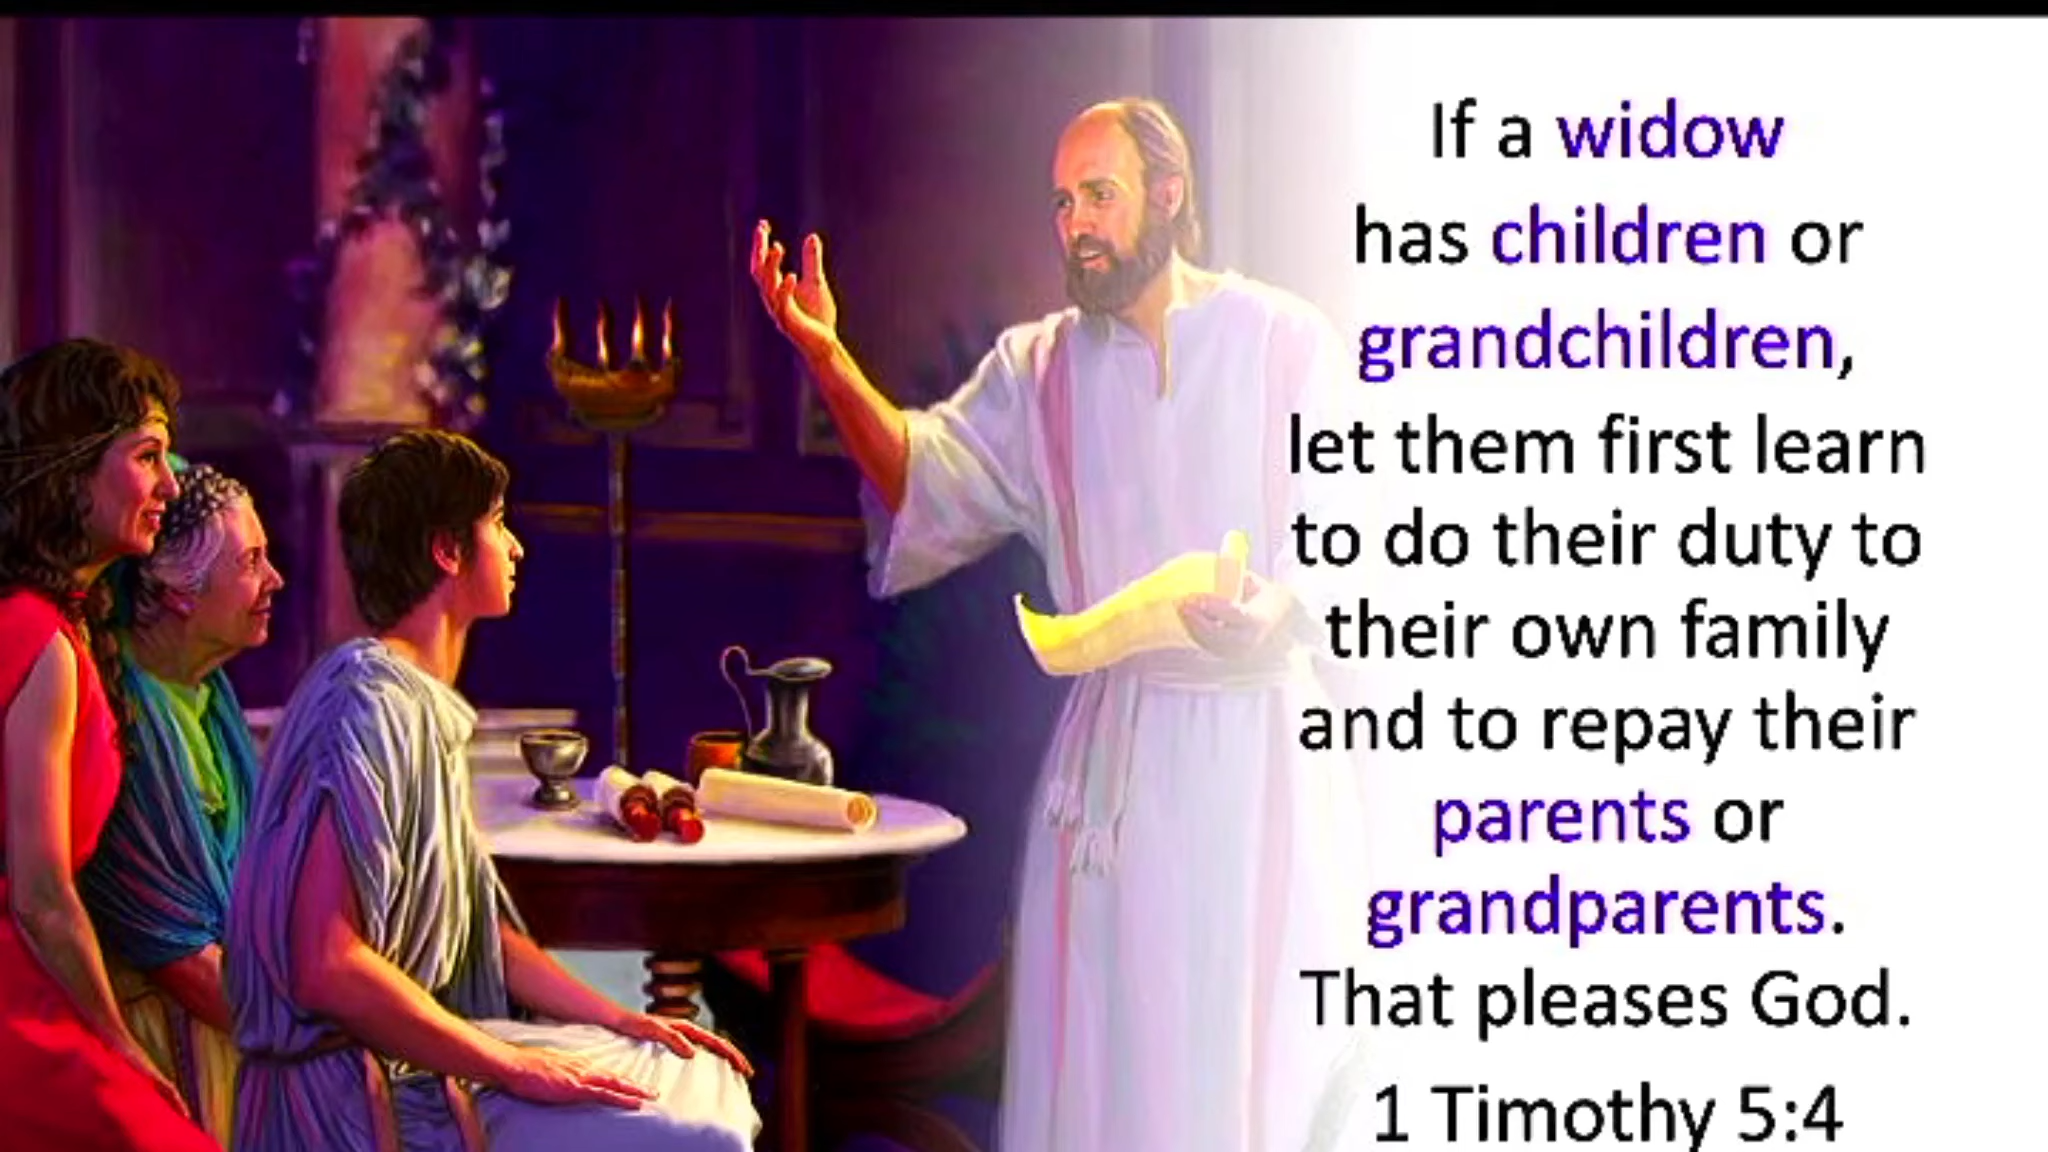 If a widow
has children or
grandchildren,
let them first learn
to do their duty to
their own family
and to repay their
parents or
grandparents.
That pleases God.
1 Timothy 5:4